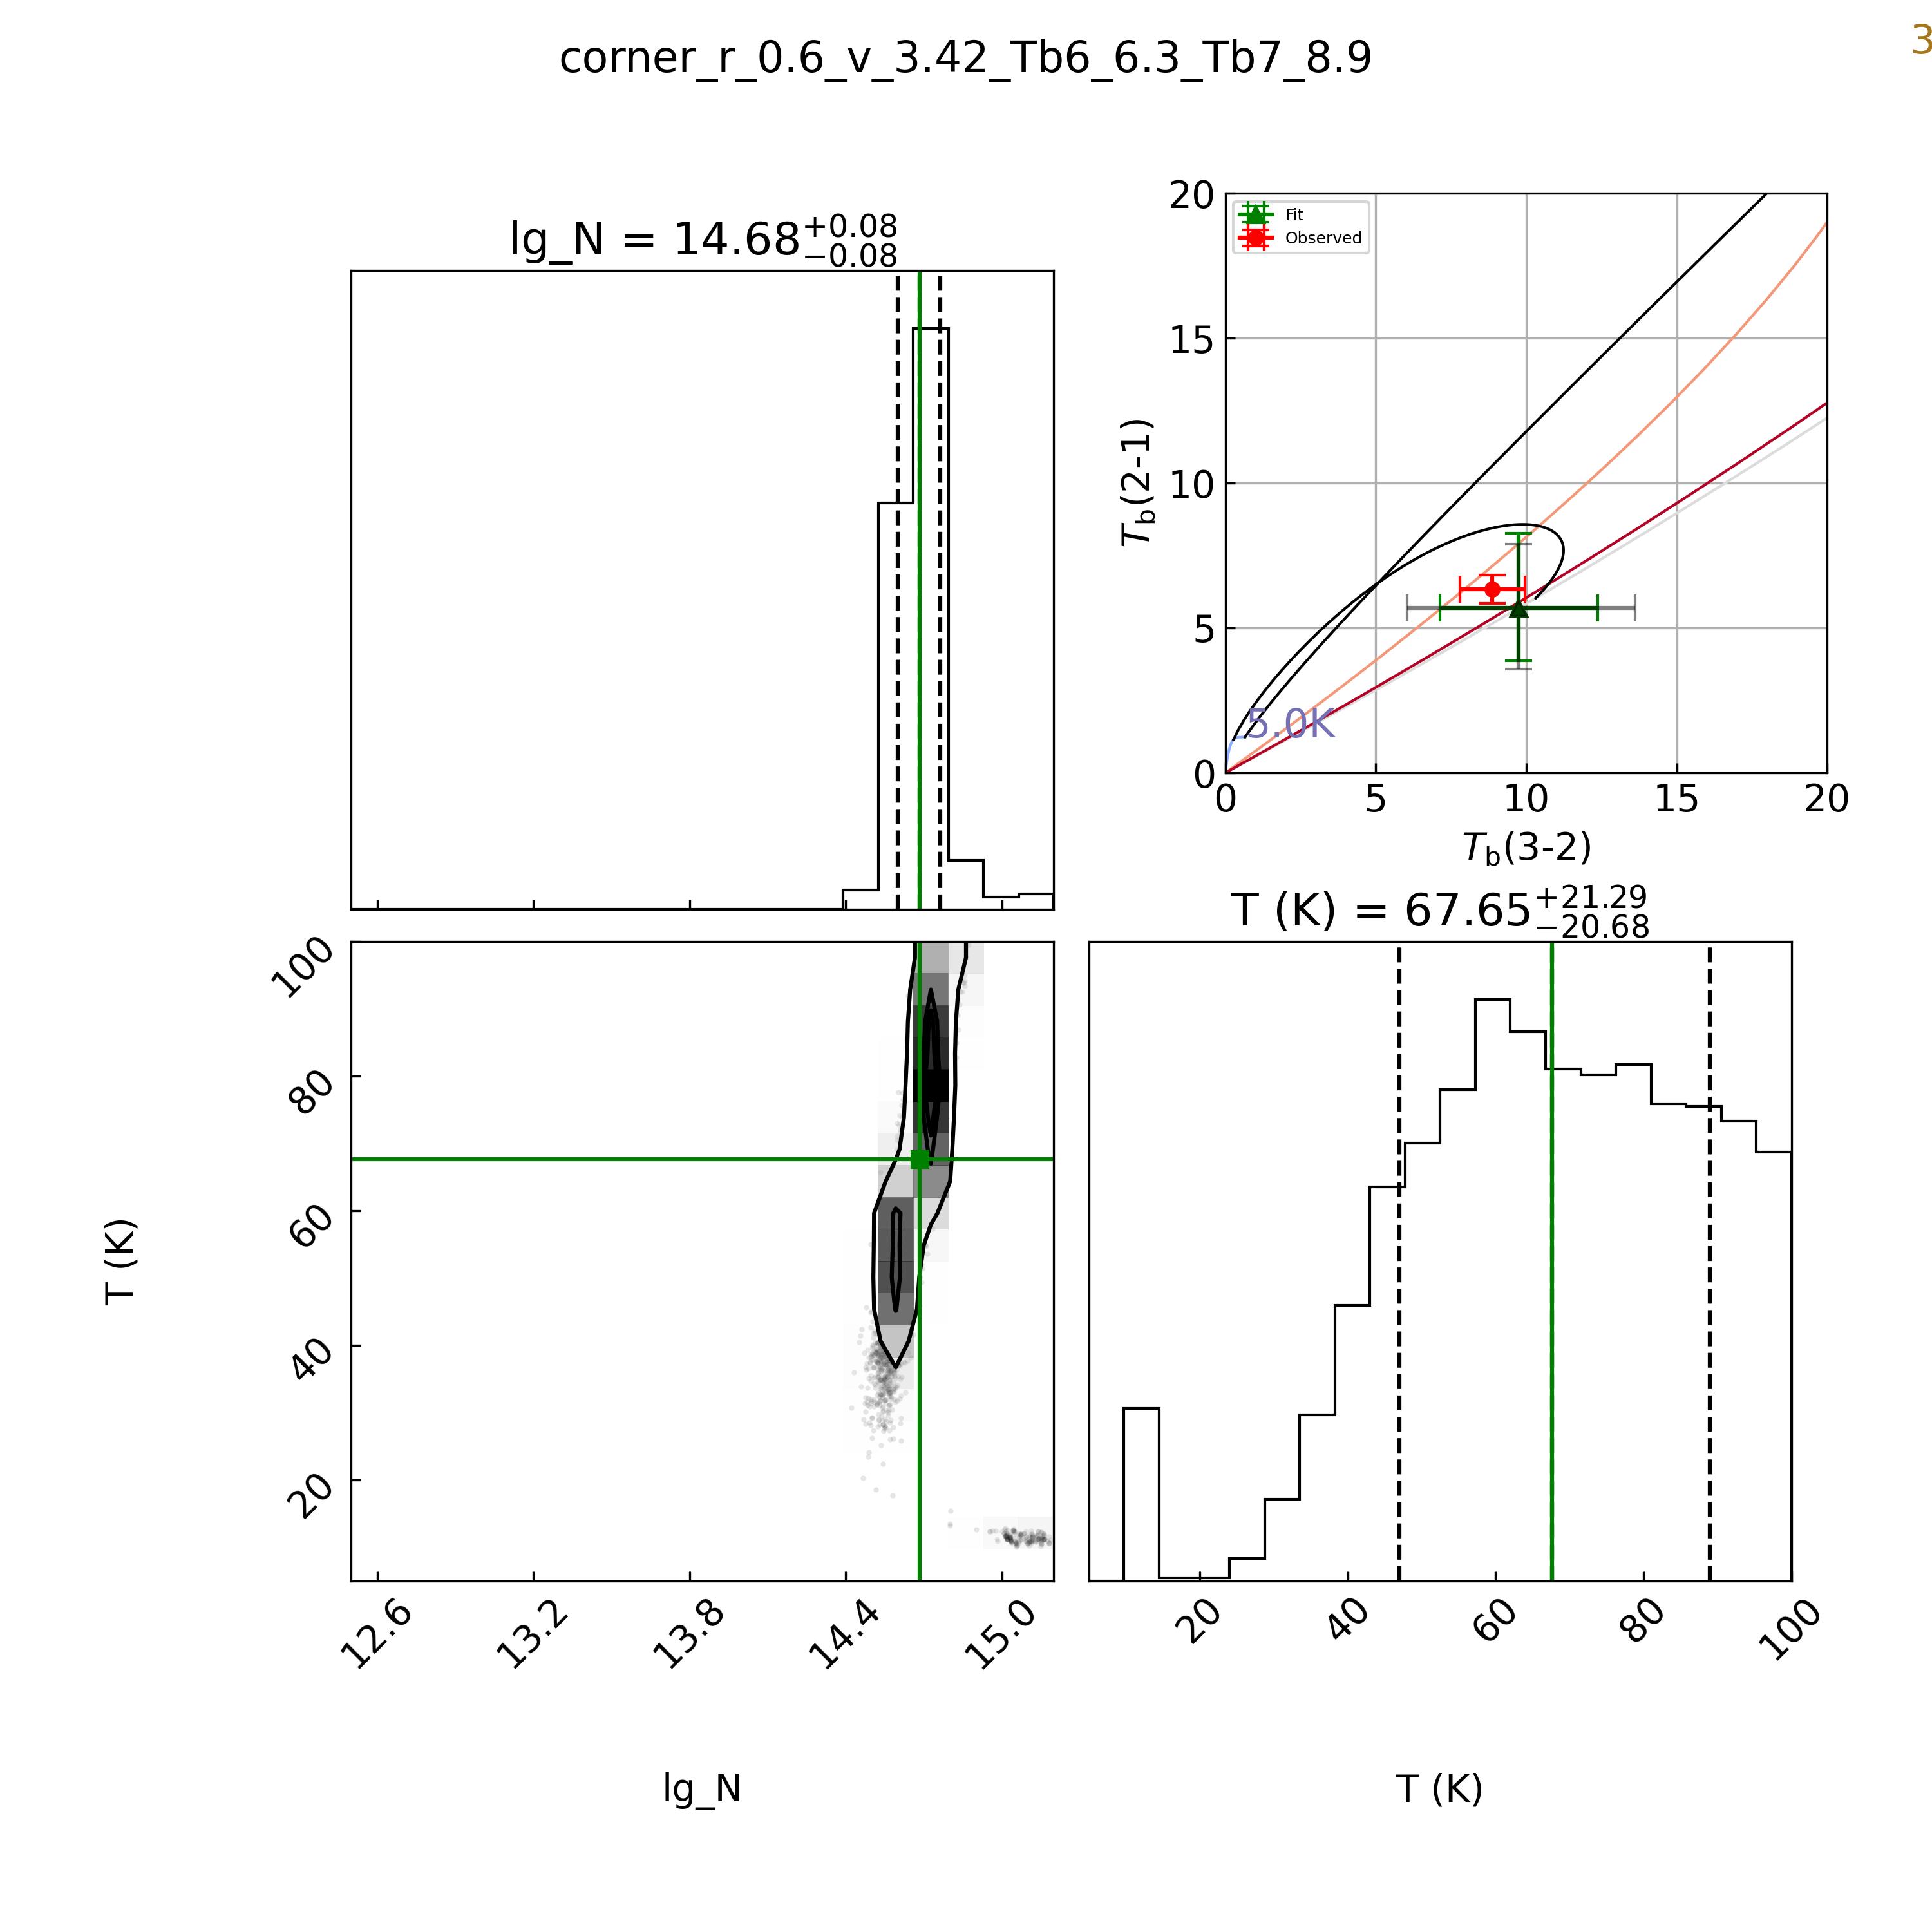 3
corner_r_0.6_v_3.42_Tb6_6.3_Tb7_8.9
lg_N = 14.68+0.08−0.08
20
15
10
5
0
Fit
Observed
5.0K
Tb(2-1)
0 5 10 15 20
Tb(3-2)
T (K) = 67.65+21.29−20.68
100
80
60
40
20
T (K)
12.6 13.2 13.8 14.4 15.0
20 40 60 80 100
lg_N
T (K)